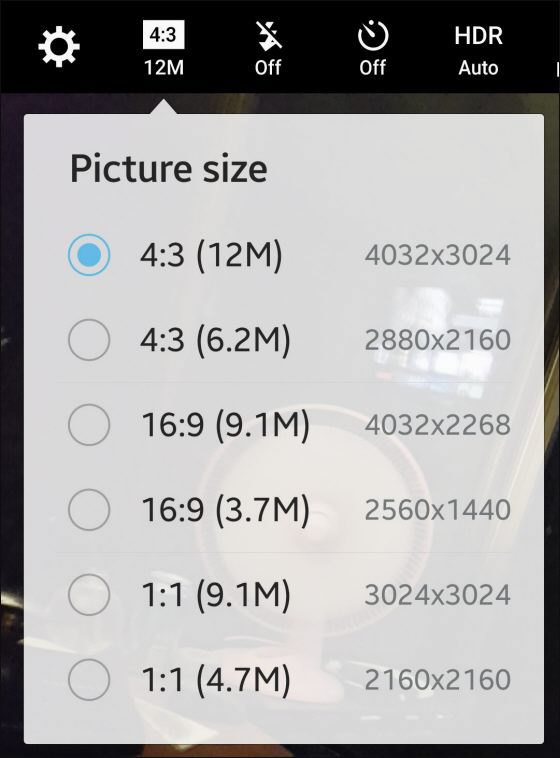 4:3 HDR
12M Off Off Auto
Picture size
4:3 (12M) 4032x3024
4:3 (6.2M) 2880x2160
16:9 (9.1M) 4032x2268
16:9 (3.7M) 2560x1440
1:1 (9.1M) 3024x3024
1:1 (4.7M) 2160x2160